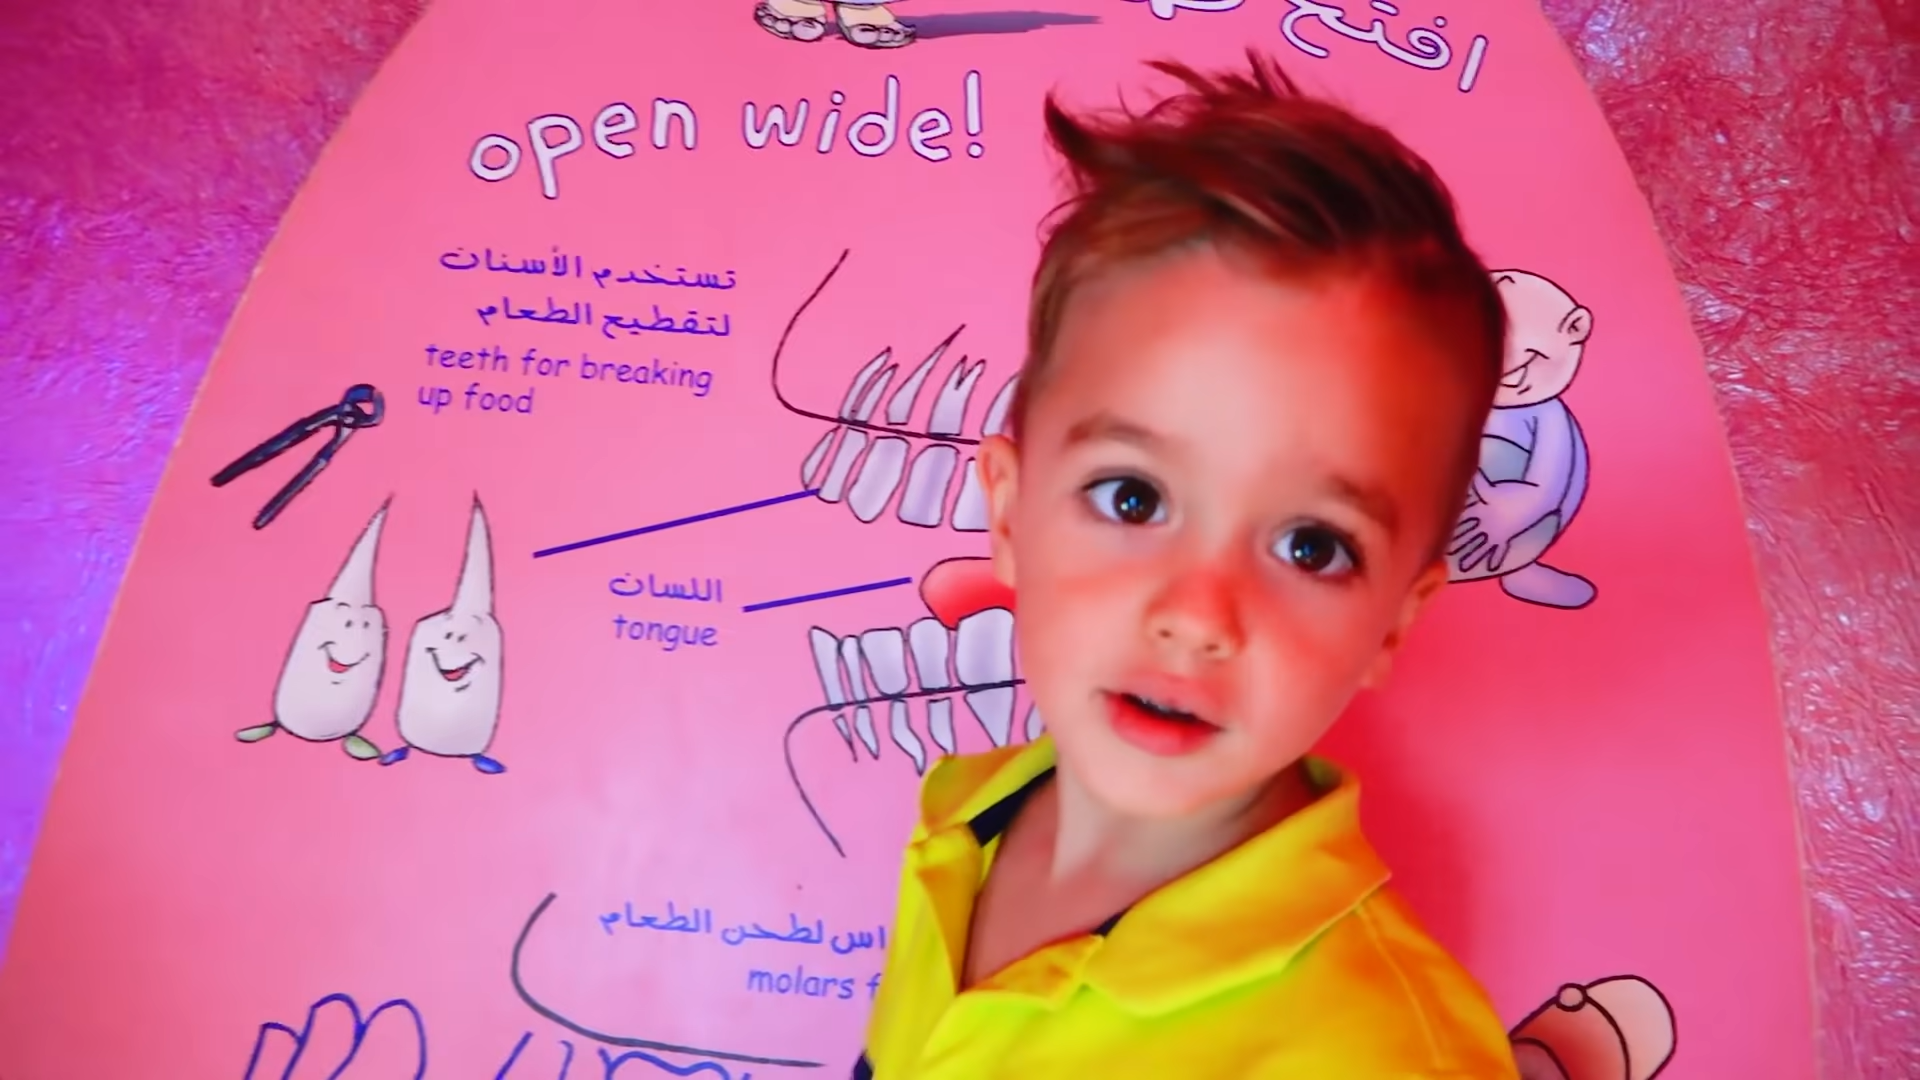 افتح
open wide!
تستخدم الأسنان
لتقطيع الطعام
teeth for breaking
up food
اللسان
tongue
لطحن الطعام
molars